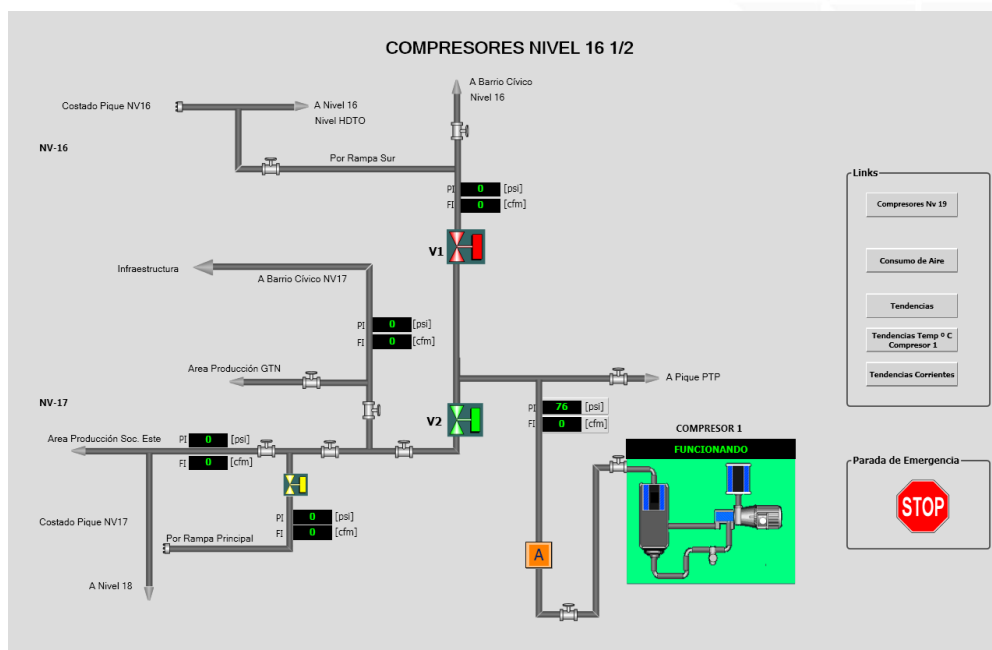 COMPRESORES NIVEL 16 1/2
A Barrio Cívico
Nivel 16
Costado Pique NV16
A Nivel 16
Nivel HDTO
NV-16
Por Rampa Sur
PI 0 [psi]
FI 0 [cfm]
V1
Infraestructura
A Barrio Cívico NV17
PI 0 [psi]
FI 0 [cfm]
Area Producción GTN
A Pique PTP
NV-17
PI 76 [psi]
FI 0 [cfm]
V2
Area Producción Soc. Este
PI 0 [psi]
FI 0 [cfm]
COMPRESOR 1
FUNCIONANDO
Costado Pique NV17
PI 0 [psi]
FI 0 [cfm]
Por Rampa Principal
A
A Nivel 18
Links
Compresores Nv 19
Consumo de Aire
Tendencias
Tendencias Temp º C
Compresor 1
Tendencias Corrientes
Parada de Emergencia
STOP